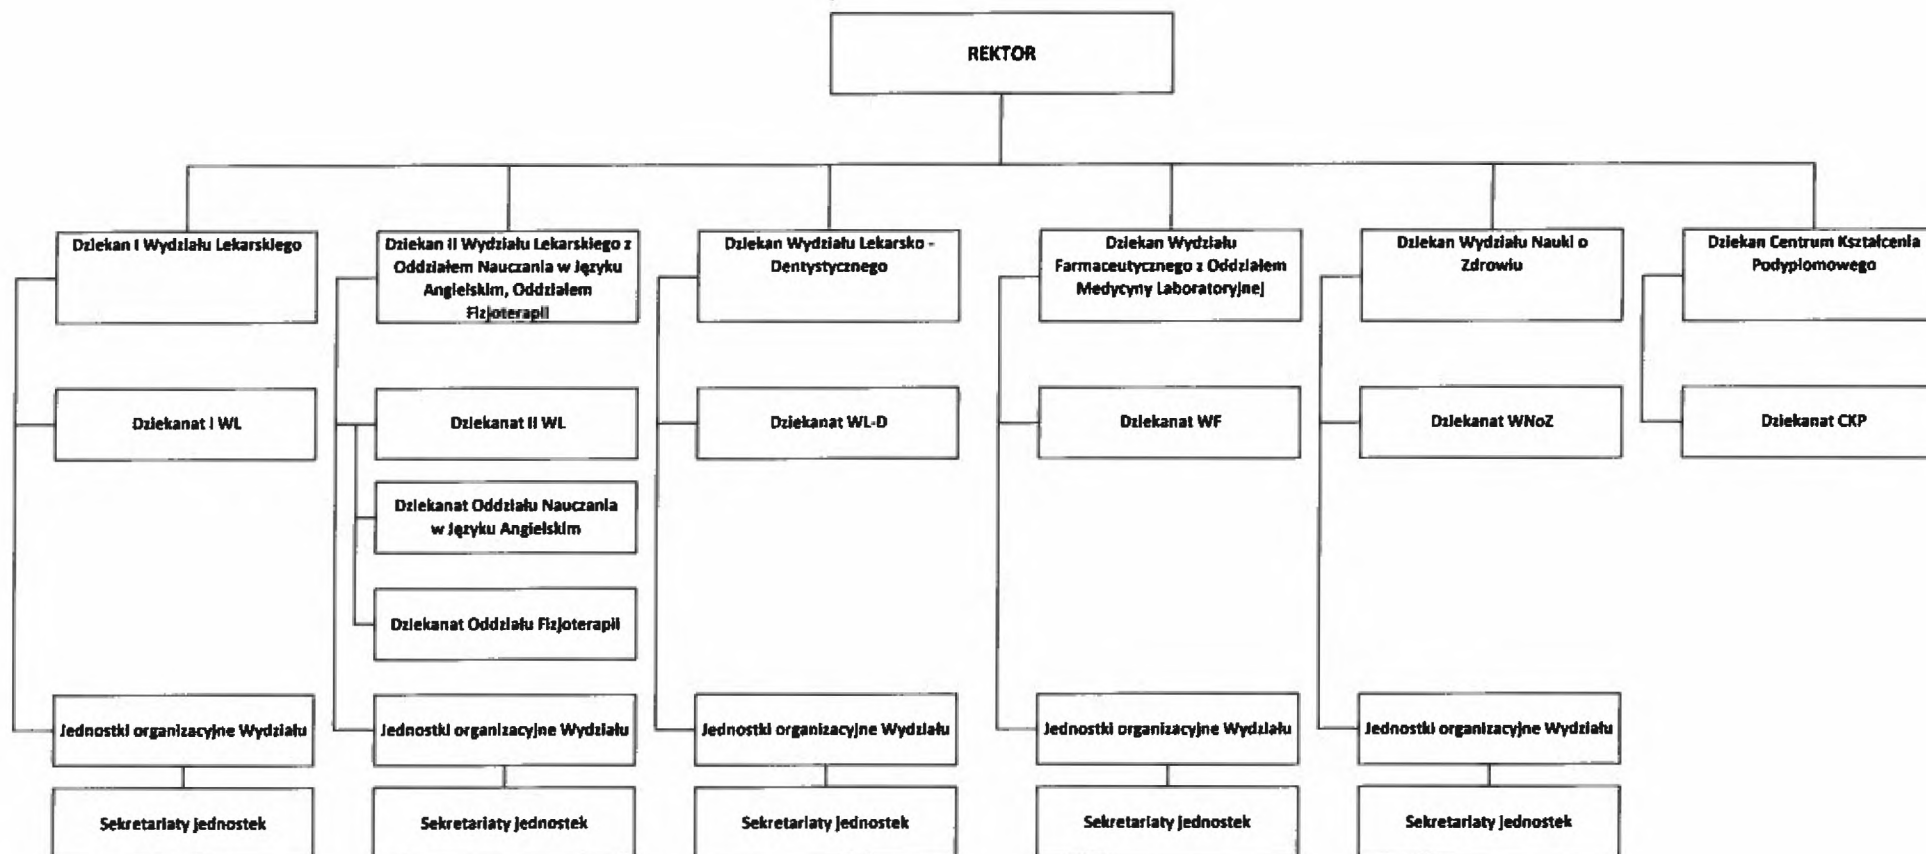 REKTOR
Dziekan I Wydziału Lekarskiego
Dziekan II Wydziału Lekarskiego z
Oddziałem Nauczania w Języku
Angielskim, Oddziałem
Fizjoterapii
Dziekan Wydziału Lekarsko -
Dentystycznego
Dziekan Wydziału
Farmaceutycznego z Oddziałem
Medycyny Laboratoryjnej
Dziekan Wydziału Nauki o
Zdrowiu
Dziekan Centrum Kształcenia
Podyplomowego
Dziekanat I WL
Dziekanat II WL
Dziekanat WL-D
Dziekanat WF
Dziekanat WNoZ
Dziekanat CKP
Dziekanat Oddziału Nauczania
w Języku Angielskim
Dziekanat Oddziału Fizjoterapii
Jednostki organizacyjne Wydziału
Jednostki organizacyjne Wydziału
Jednostki organizacyjne Wydziału
Jednostki organizacyjne Wydziału
Jednostki organizacyjne Wydziału
Sekretariaty jednostek
Sekretariaty jednostek
Sekretariaty jednostek
Sekretariaty jednostek
Sekretariaty jednostek